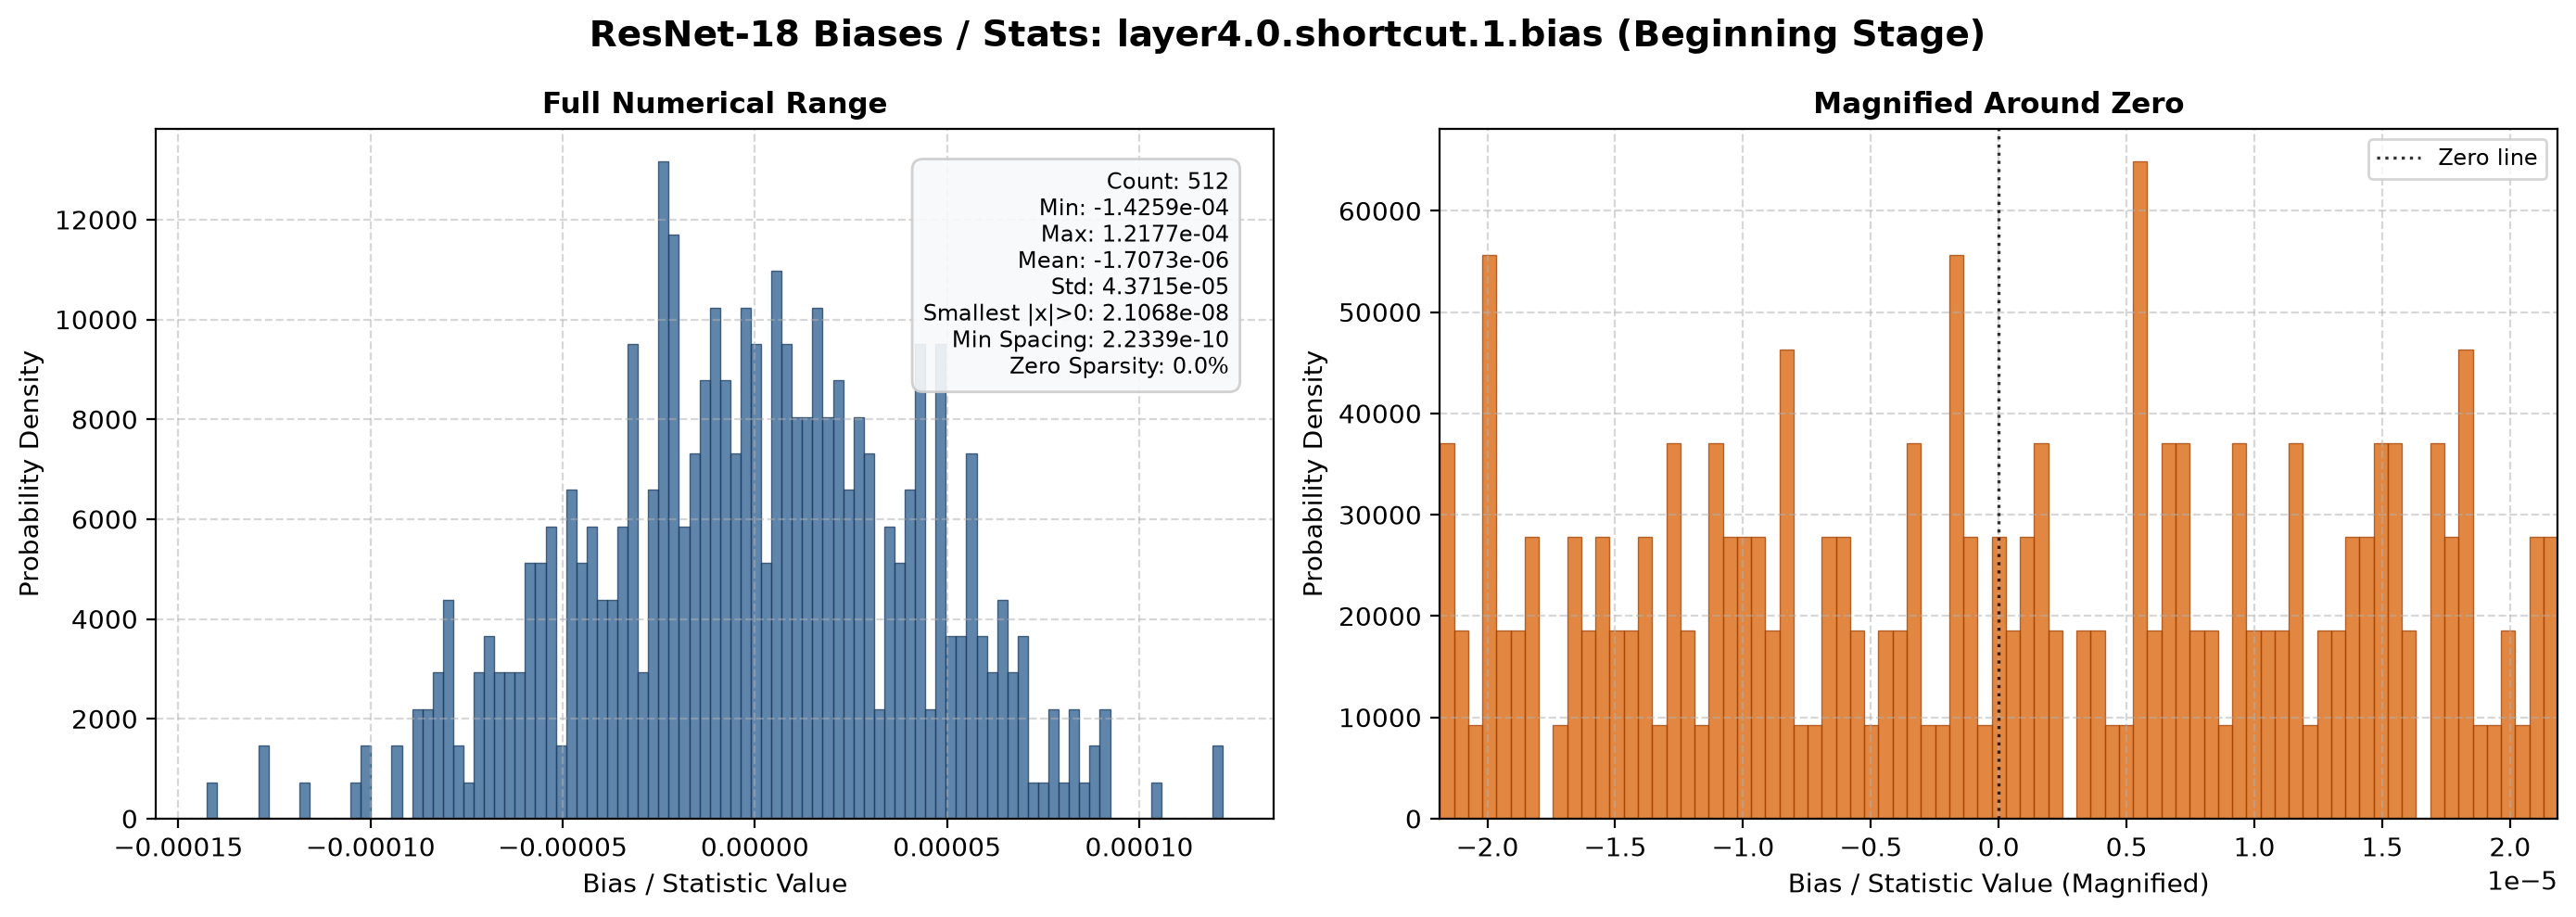 ResNet-18 Biases / Stats: layer4.0.shortcut.1.bias (Beginning Stage)
Full Numerical Range
Probability Density
12000
10000
8000
6000
4000
2000
0
Count: 512
Min: -1.4259e-04
Max: 1.2177e-04
Mean: -1.7073e-06
Std: 4.3715e-05
Smallest |x|>0: 2.1068e-08
Min Spacing: 2.2339e-10
Zero Sparsity: 0.0%
−0.00015 −0.00010 −0.00005 0.00000 0.00005 0.00010
Bias / Statistic Value
Magnified Around Zero
Probability Density
60000
50000
40000
30000
20000
10000
0
Zero line
−2.0 −1.5 −1.0 −0.5 0.0 0.5 1.0 1.5 2.0
1e−5
Bias / Statistic Value (Magnified)